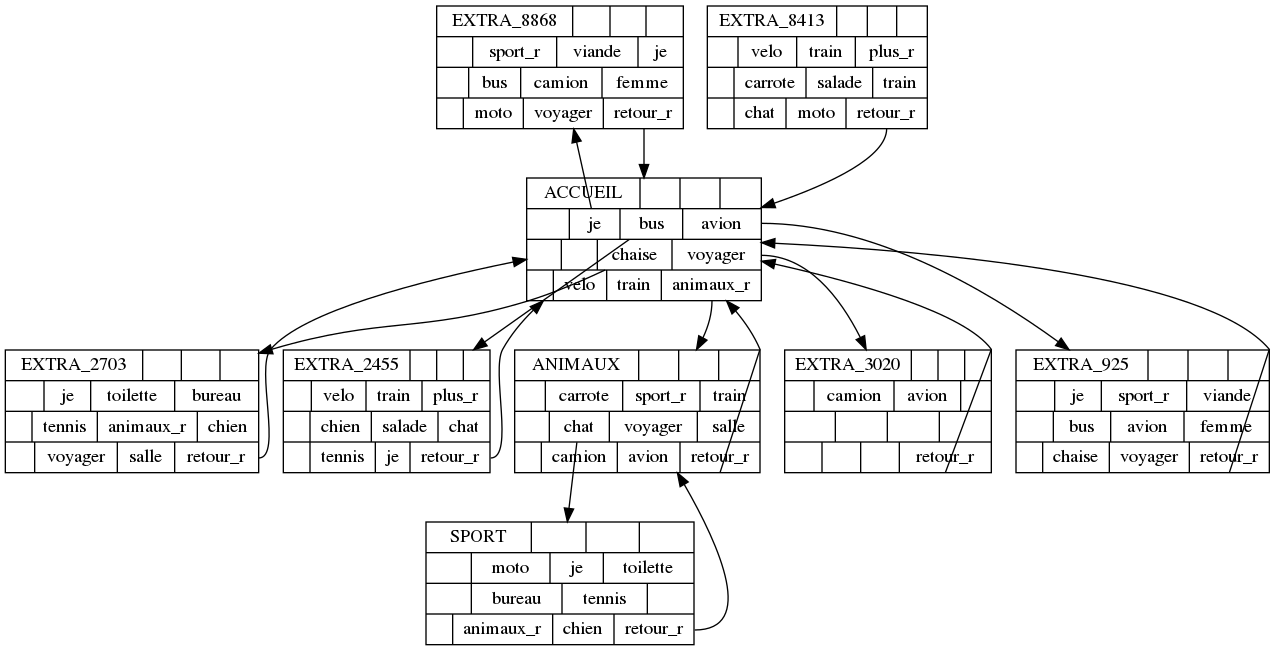 EXTRA_8868
sport_r viande je
bus camion femme
moto voyager retour_r
EXTRA_8413
velo train plus_r
carrote salade train
chat moto retour_r
ACCUEIL
je bus avion
chaise voyager
velo train animaux_r
EXTRA_2703
je toilette bureau
tennis animaux_r chien
voyager salle retour_r
EXTRA_2455
velo train plus_r
chien salade chat
tennis je retour_r
ANIMAUX
carrote sport_r train
chat voyager salle
camion avion retour_r
EXTRA_3020
camion avion
retour_r
EXTRA_925
je sport_r viande
bus avion femme
chaise voyager retour_r
SPORT
moto je toilette
bureau tennis
animaux_r chien retour_r